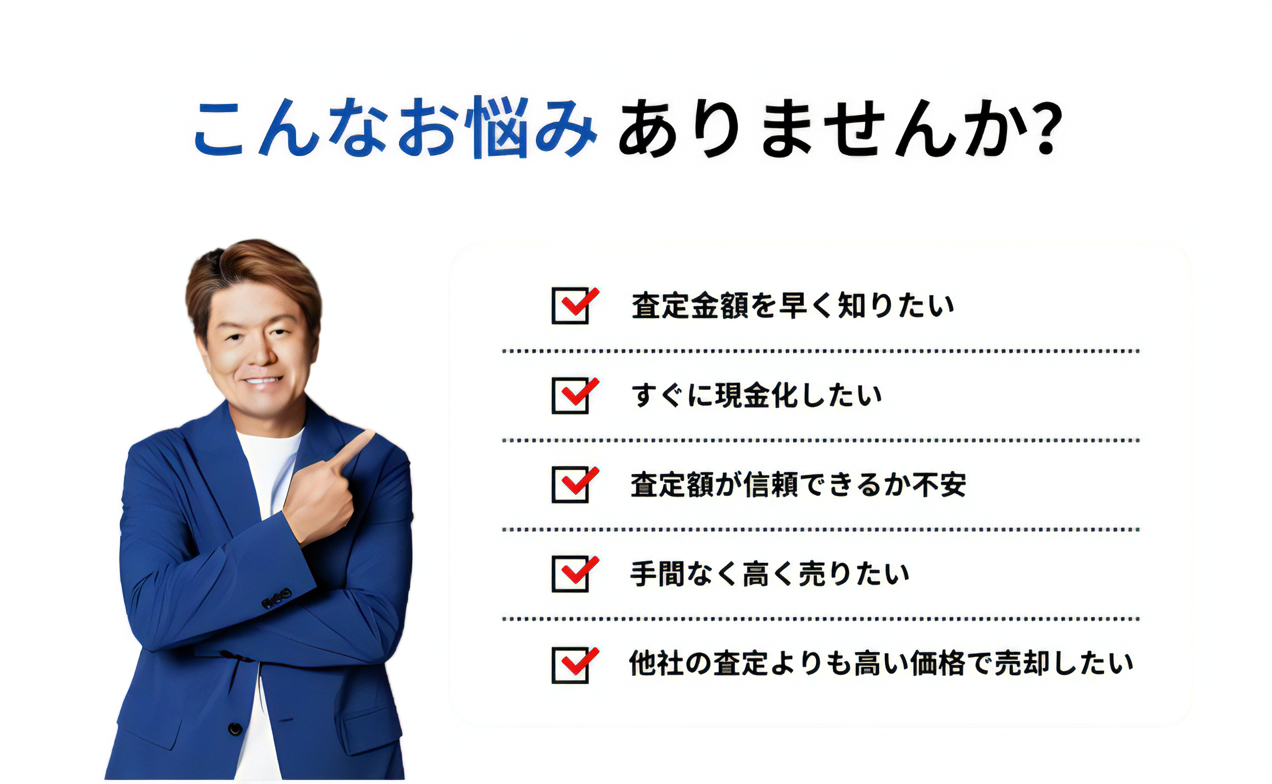 こんなお悩み ありませんか？
査定金額を早く知りたい
すぐに現金化したい
査定額が信頼できるか不安
手間なく高く売りたい
他社の査定よりも高い価格で売却したい